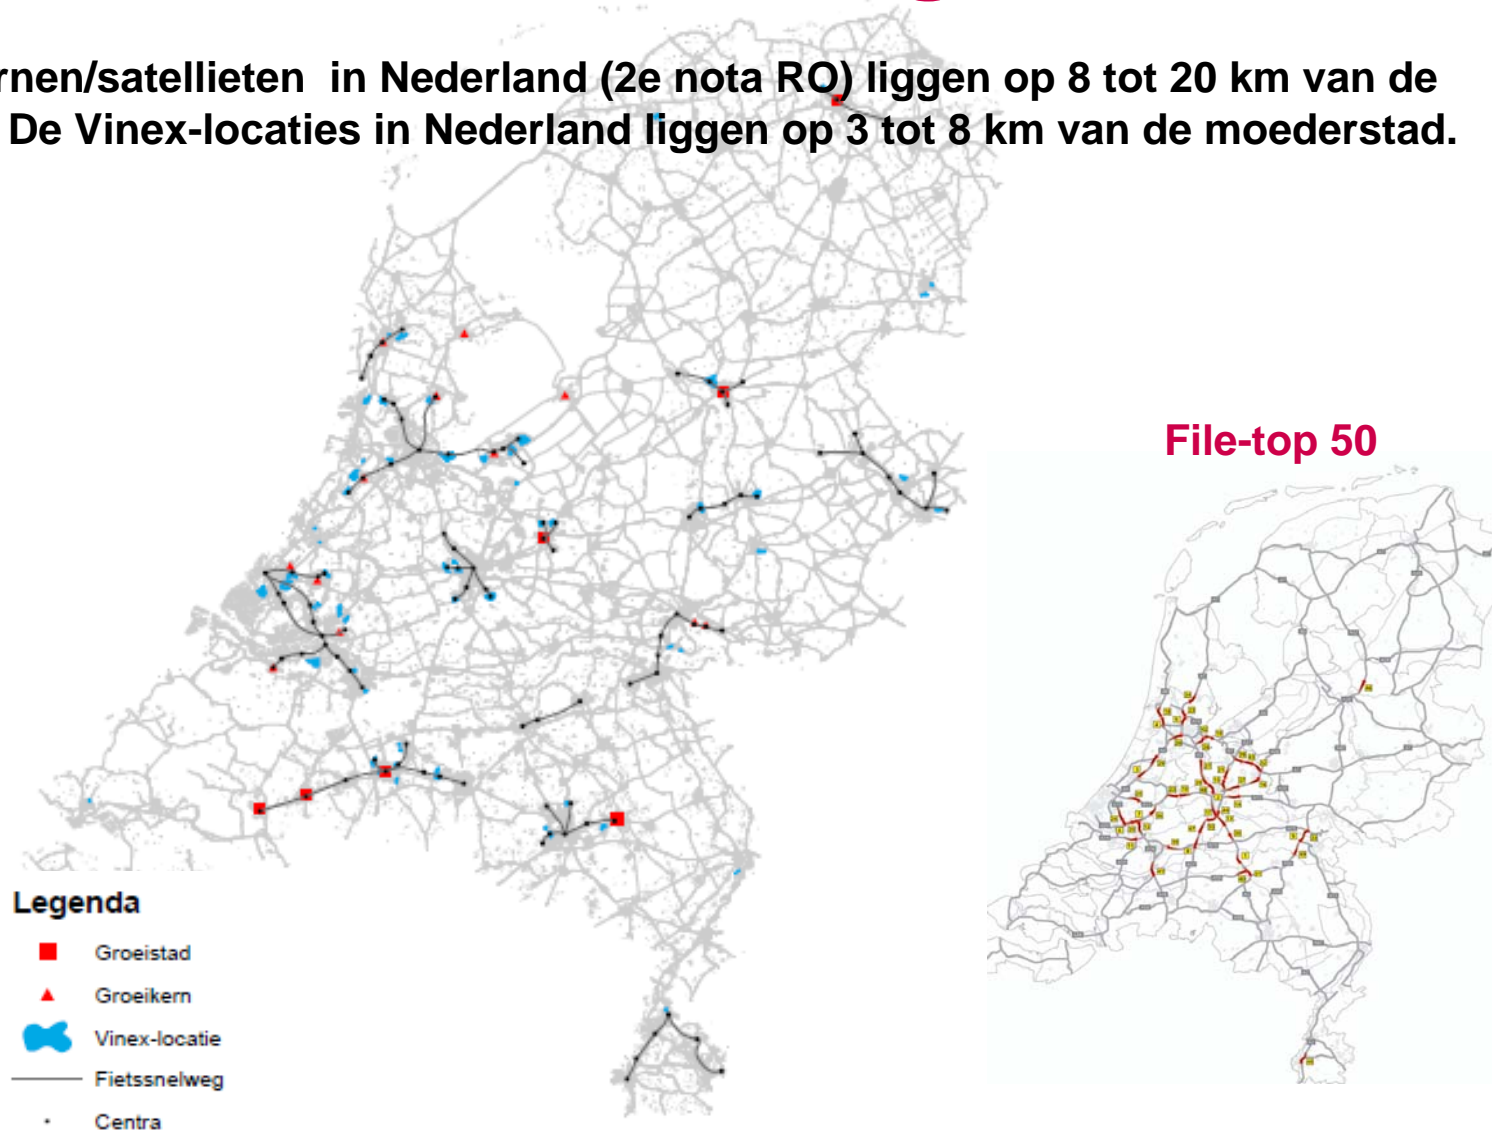 rnen/satellieten in Nederland (2e nota RO) liggen op 8 tot 20 km van de
De Vinex-locaties in Nederland liggen op 3 tot 8 km van de moederstad.
File-top 50
Legenda
Groeistad
Groeikern
Vinex-locatie
Fietssnelweg
Centra